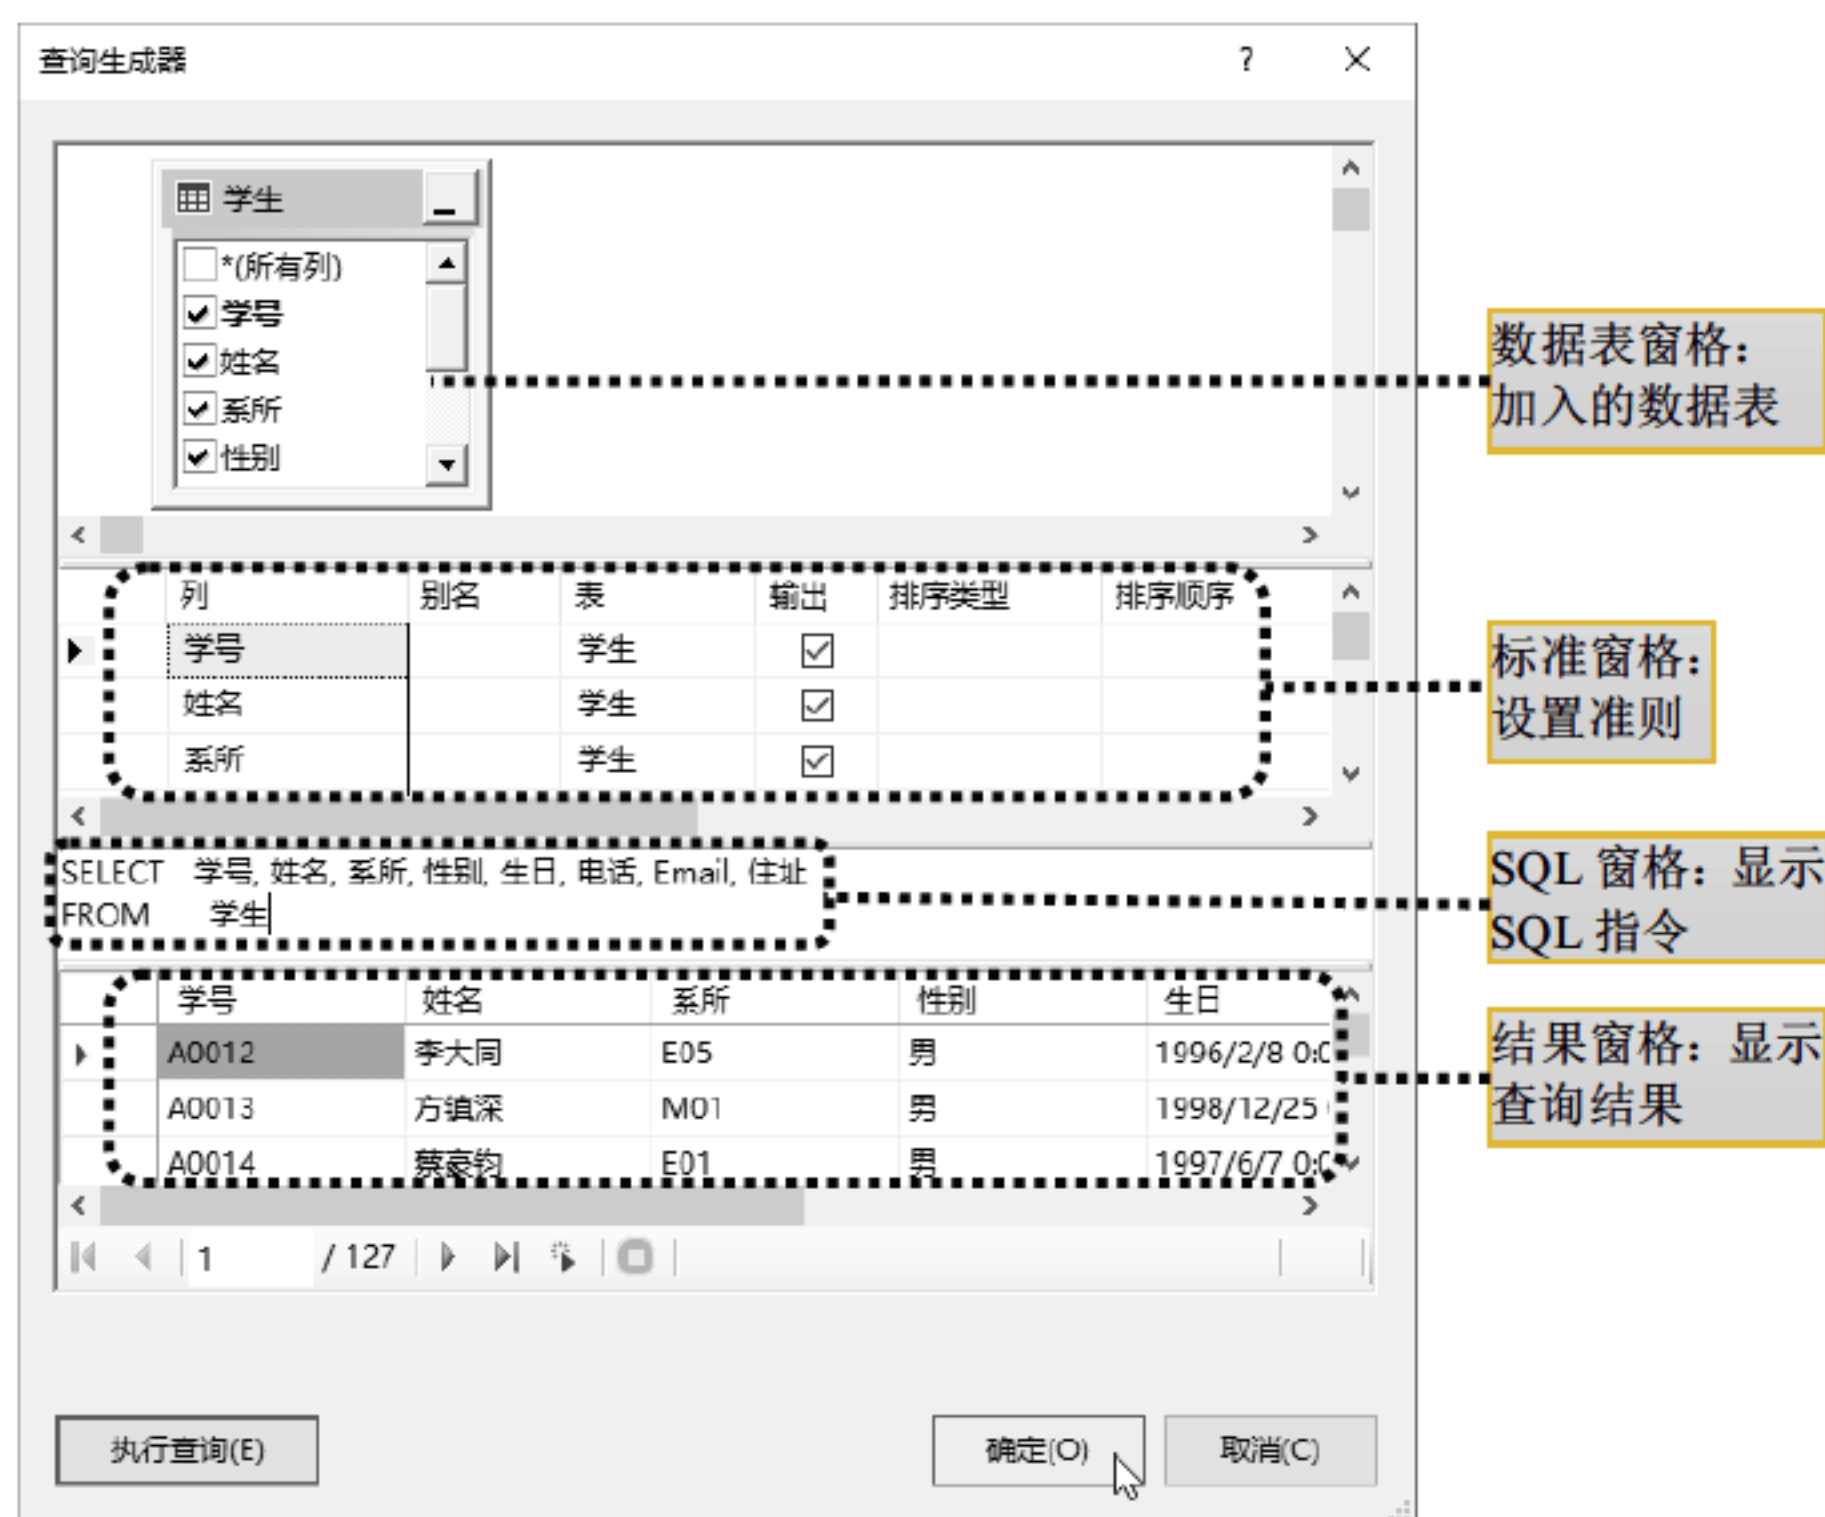 查询生成器
?
学生
*(所有列)
学号
姓名
系所
性别
数据表窗格：
加入的数据表
列 别名 表 输出 排序类型 排序顺序
学号 学生
姓名 学生
系所 学生
标准窗格：
设置准则
SELECT 学号, 姓名, 系所, 性别, 生日, 电话, Email, 住址
FROM 学生
SQL 窗格：显示
SQL 指令
学号 姓名 系所 性别 生日
A0012 李大同 E05 男 1996/2/8 0:0
A0013 方镇深 M01 男 1998/12/25
A0014 蔡豪钧 E01 男 1997/6/7 0:0
结果窗格：显示
查询结果
1 / 127
执行查询(E) 确定(O) 取消(C)